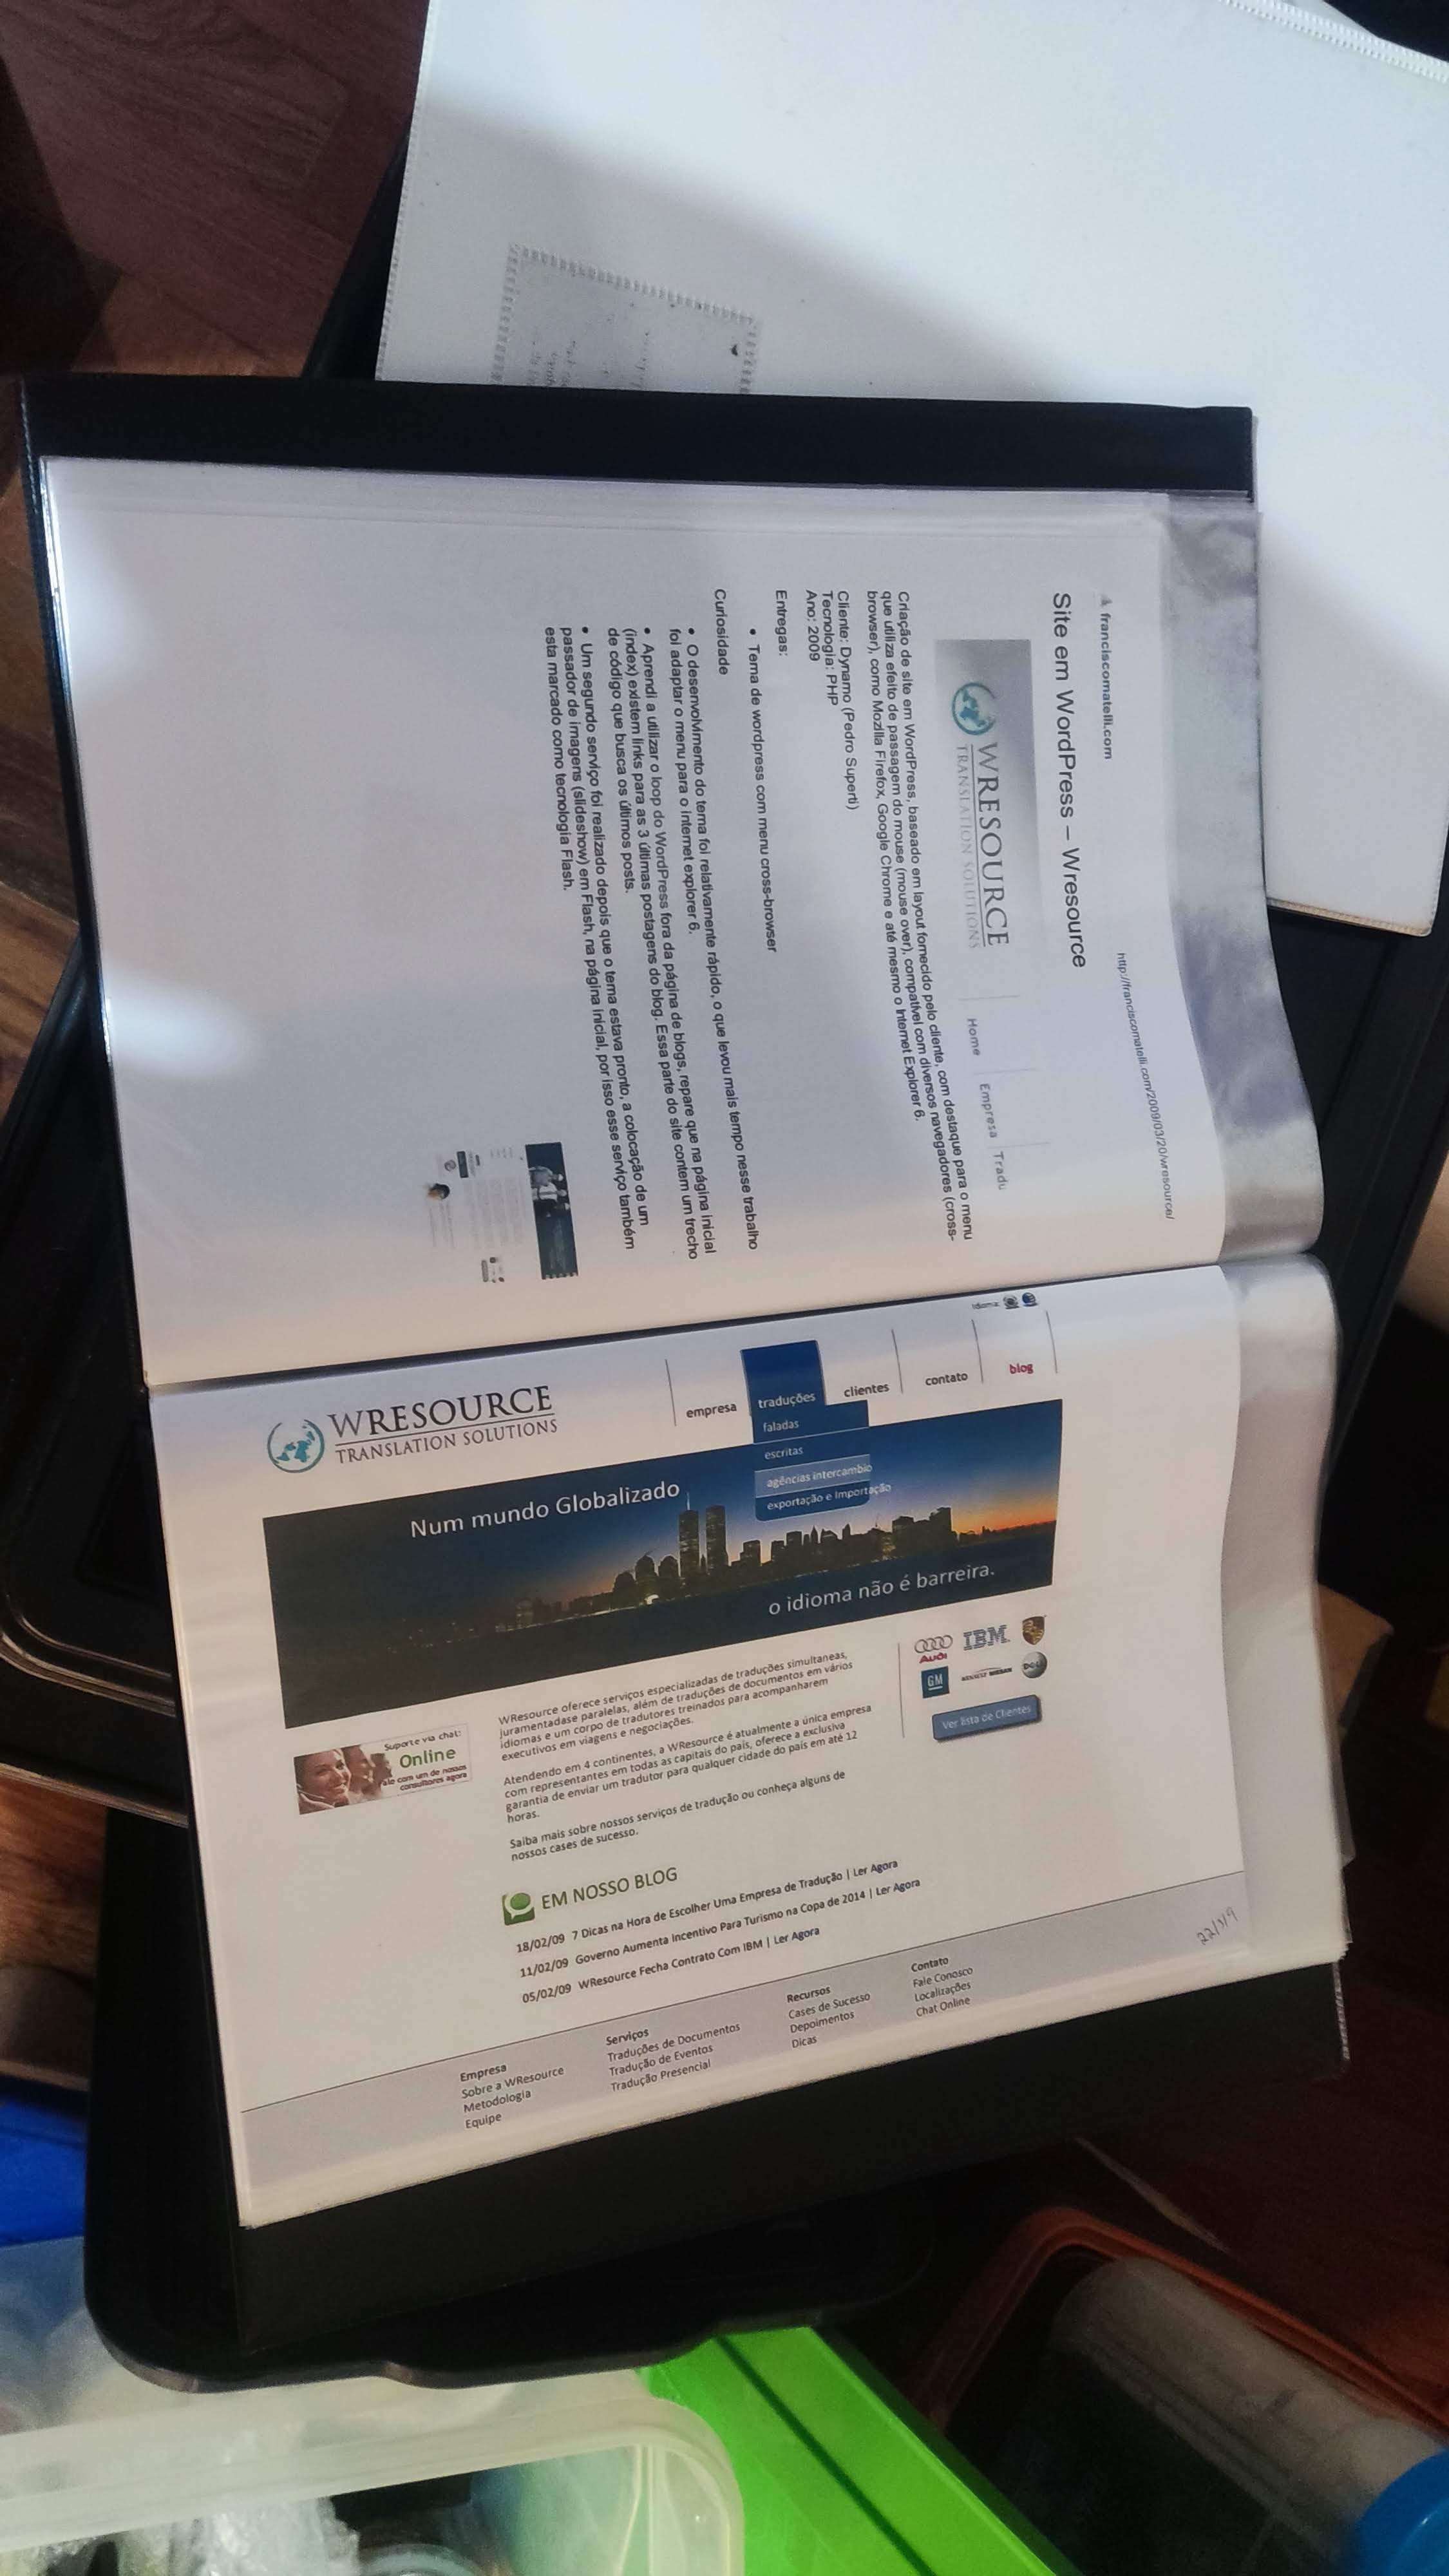 franciscomatelli.com
http://franciscomatelli.com/2009/03/20/wresource/
Site em WordPress – Wresource
WRESOURCE
TRANSLATION SOLUTIONS
Home
Empresa
Tradu
Criação de site em WordPress, baseado em layout fornecido pelo cliente, com destaque para o menu
que utiliza efeito de passagem do mouse (mouse over), compatível com diversos navegadores (cross-
browser), como Mozilla Firefox, Google Chrome e até mesmo o Internet Explorer 6.
Cliente: Dynamo (Pedro Superti)
Tecnologia: PHP
Ano: 2009
Entregas:
• Tema de wordpress com menu cross-browser
Curiosidade
• O desenvolvimento do tema foi relativamente rápido, o que levou mais tempo nesse trabalho
foi adaptar o menu para o internet explorer 6.
• Aprendi a utilizar o loop do WordPress fora da página de blogs, repare que na página inicial
(index) existem links para as 3 últimas postagens do blog. Essa parte do site contem um trecho
de código que busca os últimos posts.
• Um segundo serviço foi realizado depois que o tema estava pronto, a colocação de um
passador de imagens (slideshow) em Flash, na página inicial, por isso esse serviço também
esta marcado como tecnologia Flash.
Idioma:
WRESOURCE
TRANSLATION SOLUTIONS
empresa
traduções
clientes
contato
blog
faladas
escritas
agências intercambio
exportação e Importação
Num mundo Globalizado
o idioma não é barreira.
Suporte via chat:
Online
fale com um de nossos
consultores agora
WResource oferece serviços especializadas de traduções simultaneas,
juramentadase paralelas, além de traduções de documentos em vários
idiomas e um corpo de tradutores treinados para acompanharem
executivos em viagens e negociações.
Atendendo em 4 continentes, a WResource é atualmente a única empresa
com representantes em todas as capitais do país, oferece a exclusiva
garantia de enviar um tradutor para qualquer cidade do país em até 12
horas.
Saiba mais sobre nossos serviços de tradução ou conheça alguns de
nossos cases de sucesso.
Audi
IBM.
GM
RENAULT NISSAN
DELL
Ver lista de Clientes
EM NOSSO BLOG
18/02/09 7 Dicas na Hora de Escolher Uma Empresa de Tradução | Ler Agora
11/02/09 Governo Aumenta Incentivo Para Turismo na Copa de 2014 | Ler Agora
05/02/09 WResource Fecha Contrato Com IBM | Ler Agora
22/3/9
Empresa
Sobre a WResource
Metodologia
Equipe
Serviços
Traduções de Documentos
Tradução de Eventos
Tradução Presencial
Recursos
Cases de Sucesso
Depoimentos
Dicas
Contato
Fale Conosco
Localizações
Chat Online